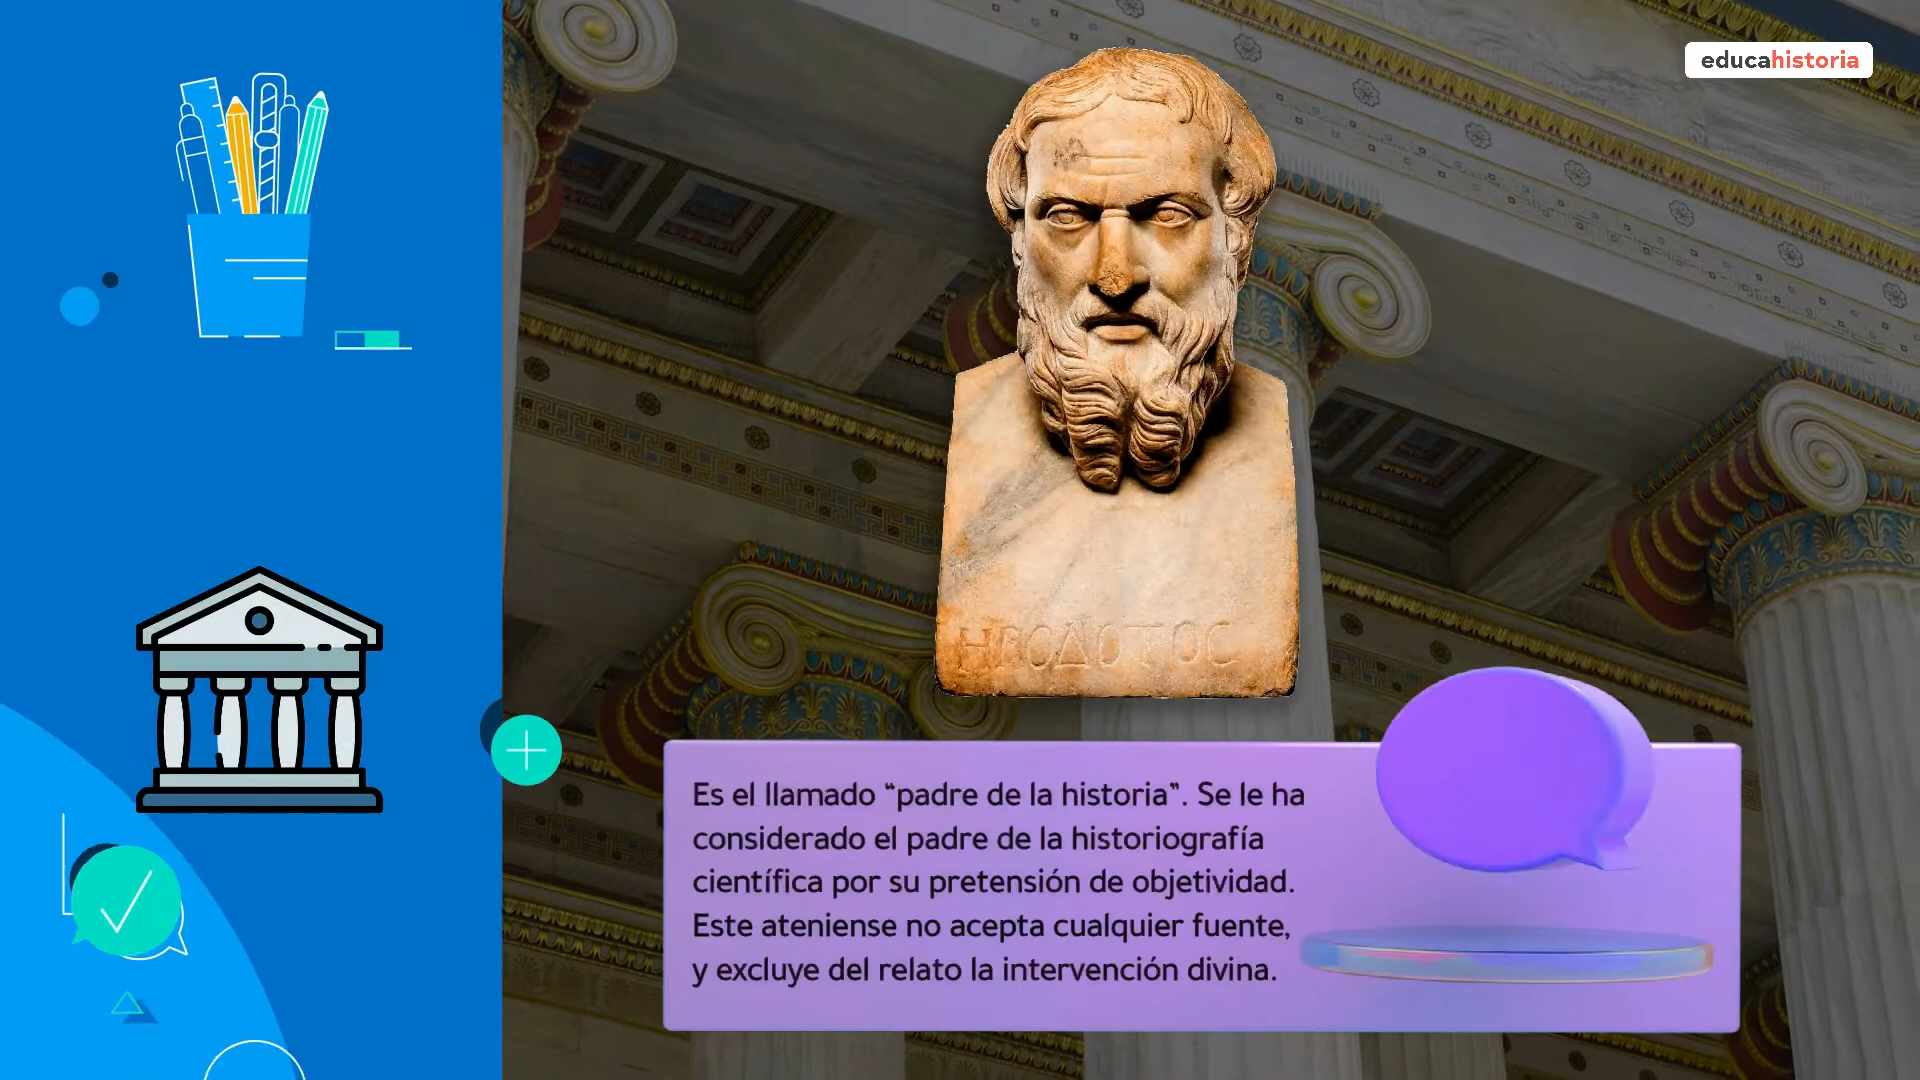 educahistoria
ΗΡΟΔΟΤΟC
Es el llamado “padre de la historia”. Se le ha
considerado el padre de la historiografía
científica por su pretensión de objetividad.
Este ateniense no acepta cualquier fuente,
y excluye del relato la intervención divina.